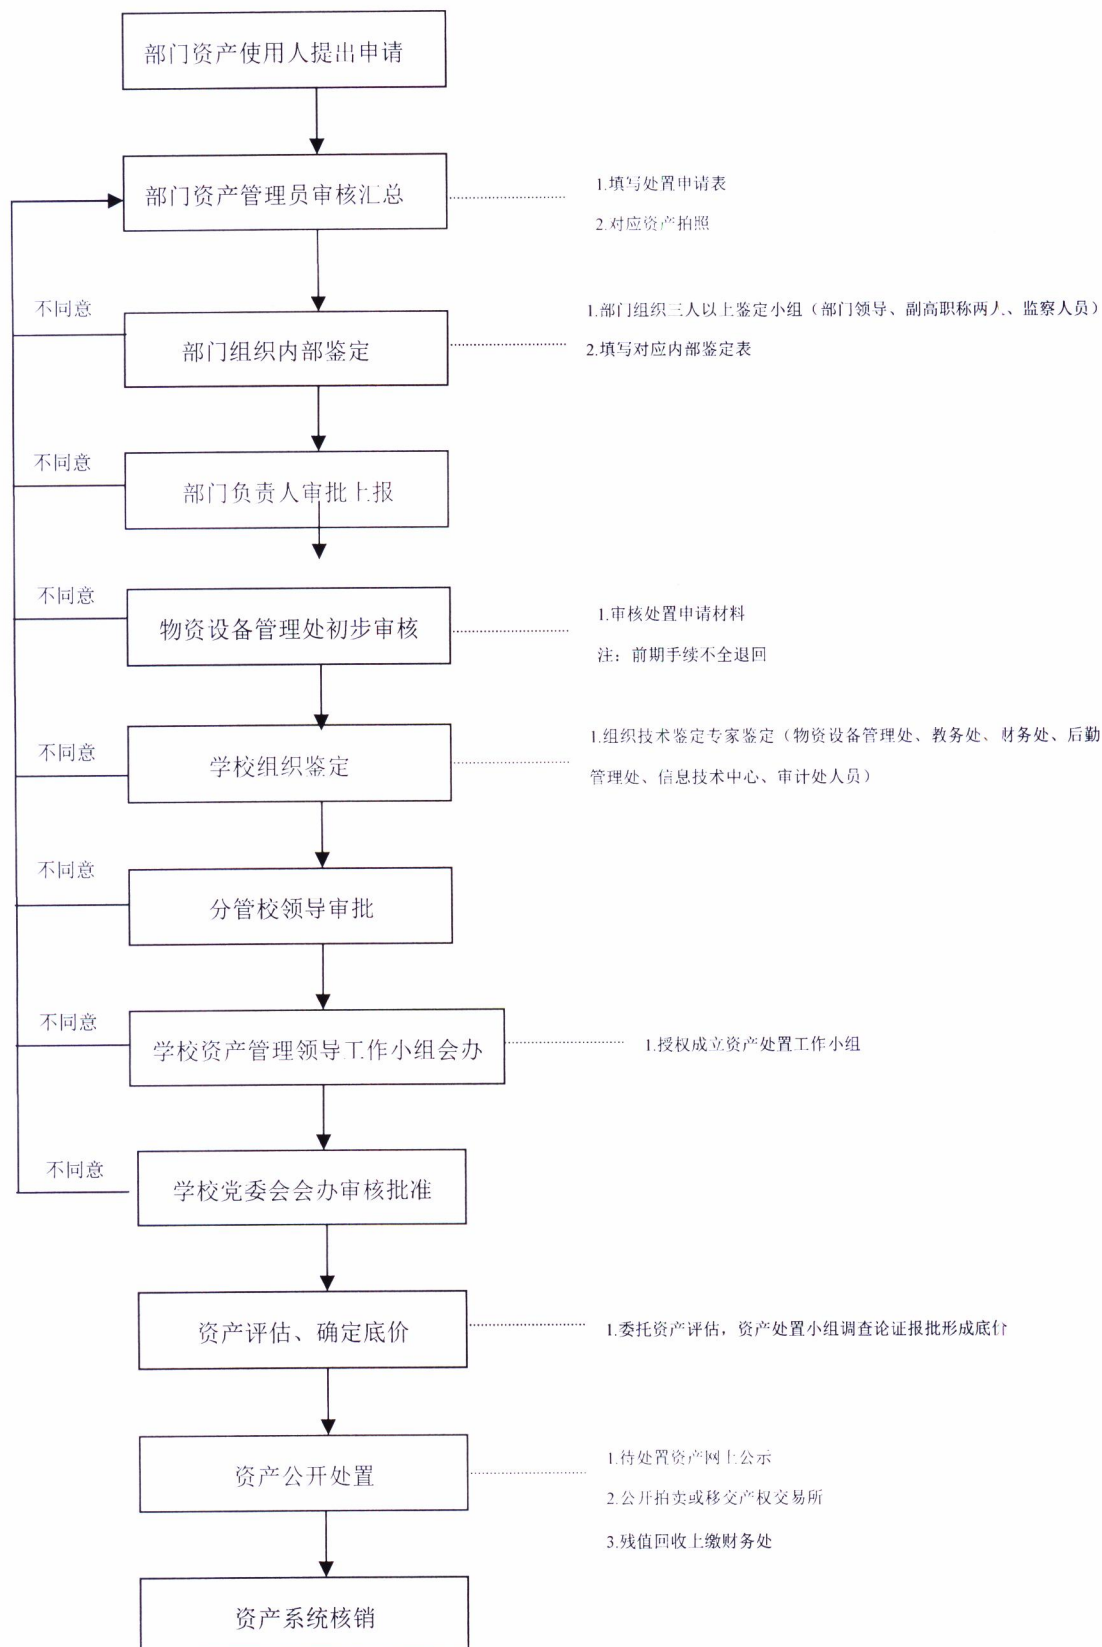 部门资产使用人提出申请
部门资产管理员审核汇总
1.填写处置申请表
2.对应资产拍照
不同意
部门组织内部鉴定
1.部门组织三人以上鉴定小组（部门领导、副高职称两人、监察人员）
2.填写对应内部鉴定表
不同意
部门负责人审批上报
不同意
物资设备管理处初步审核
1.审核处置申请材料
注：前期手续不全退回
不同意
学校组织鉴定
1.组织技术鉴定专家鉴定（物资设备管理处、教务处、财务处、后勤
管理处、信息技术中心、审计处人员）
不同意
分管校领导审批
不同意
学校资产管理领导工作小组会办
1.授权成立资产处置工作小组
不同意
学校党委会会办审核批准
资产评估、确定底价
1.委托资产评估，资产处置小组调查论证报批形成底价
资产公开处置
1.待处置资产网上公示
2.公开拍卖或移交产权交易所
3.残值回收上缴财务处
资产系统核销